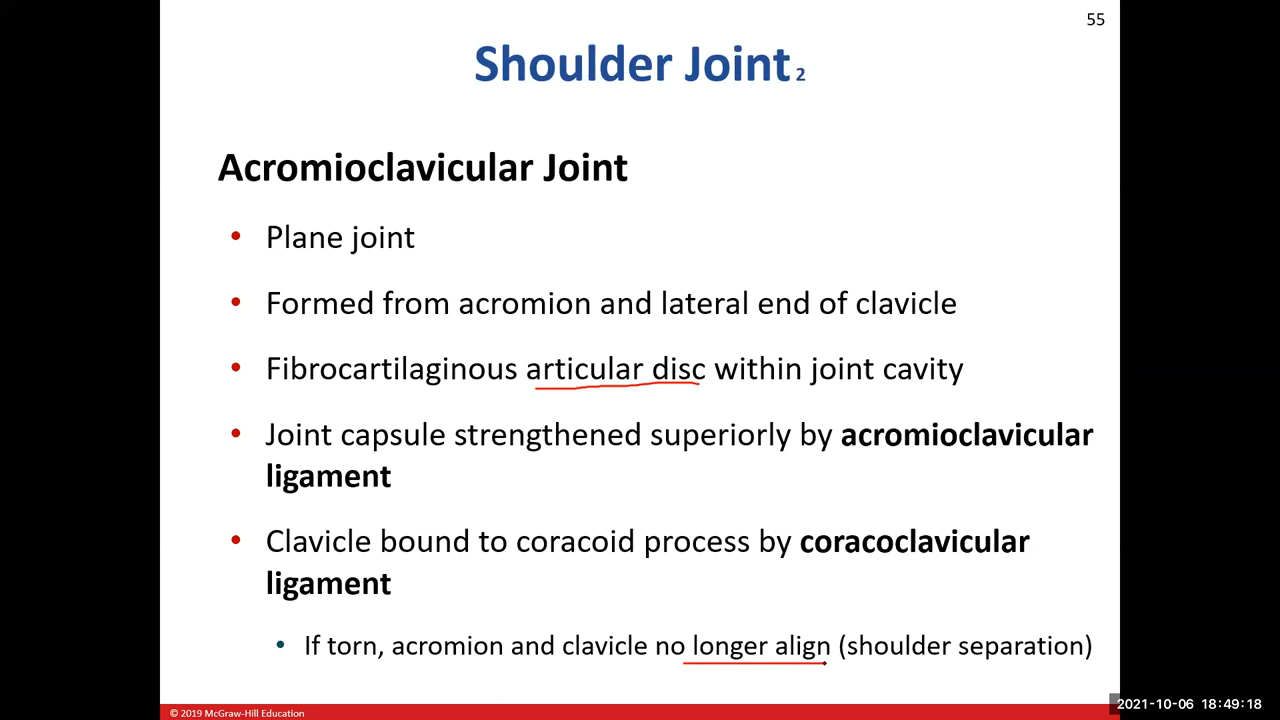 55
Shoulder Joint 2
Acromioclavicular Joint
• Plane joint
• Formed from acromion and lateral end of clavicle
• Fibrocartilaginous articular disc within joint cavity
• Joint capsule strengthened superiorly by acromioclavicular
ligament
• Clavicle bound to coracoid process by coracoclavicular
ligament
• If torn, acromion and clavicle no longer align (shoulder separation)
© 2019 McGraw-Hill Education
2021-10-06 18:49:18